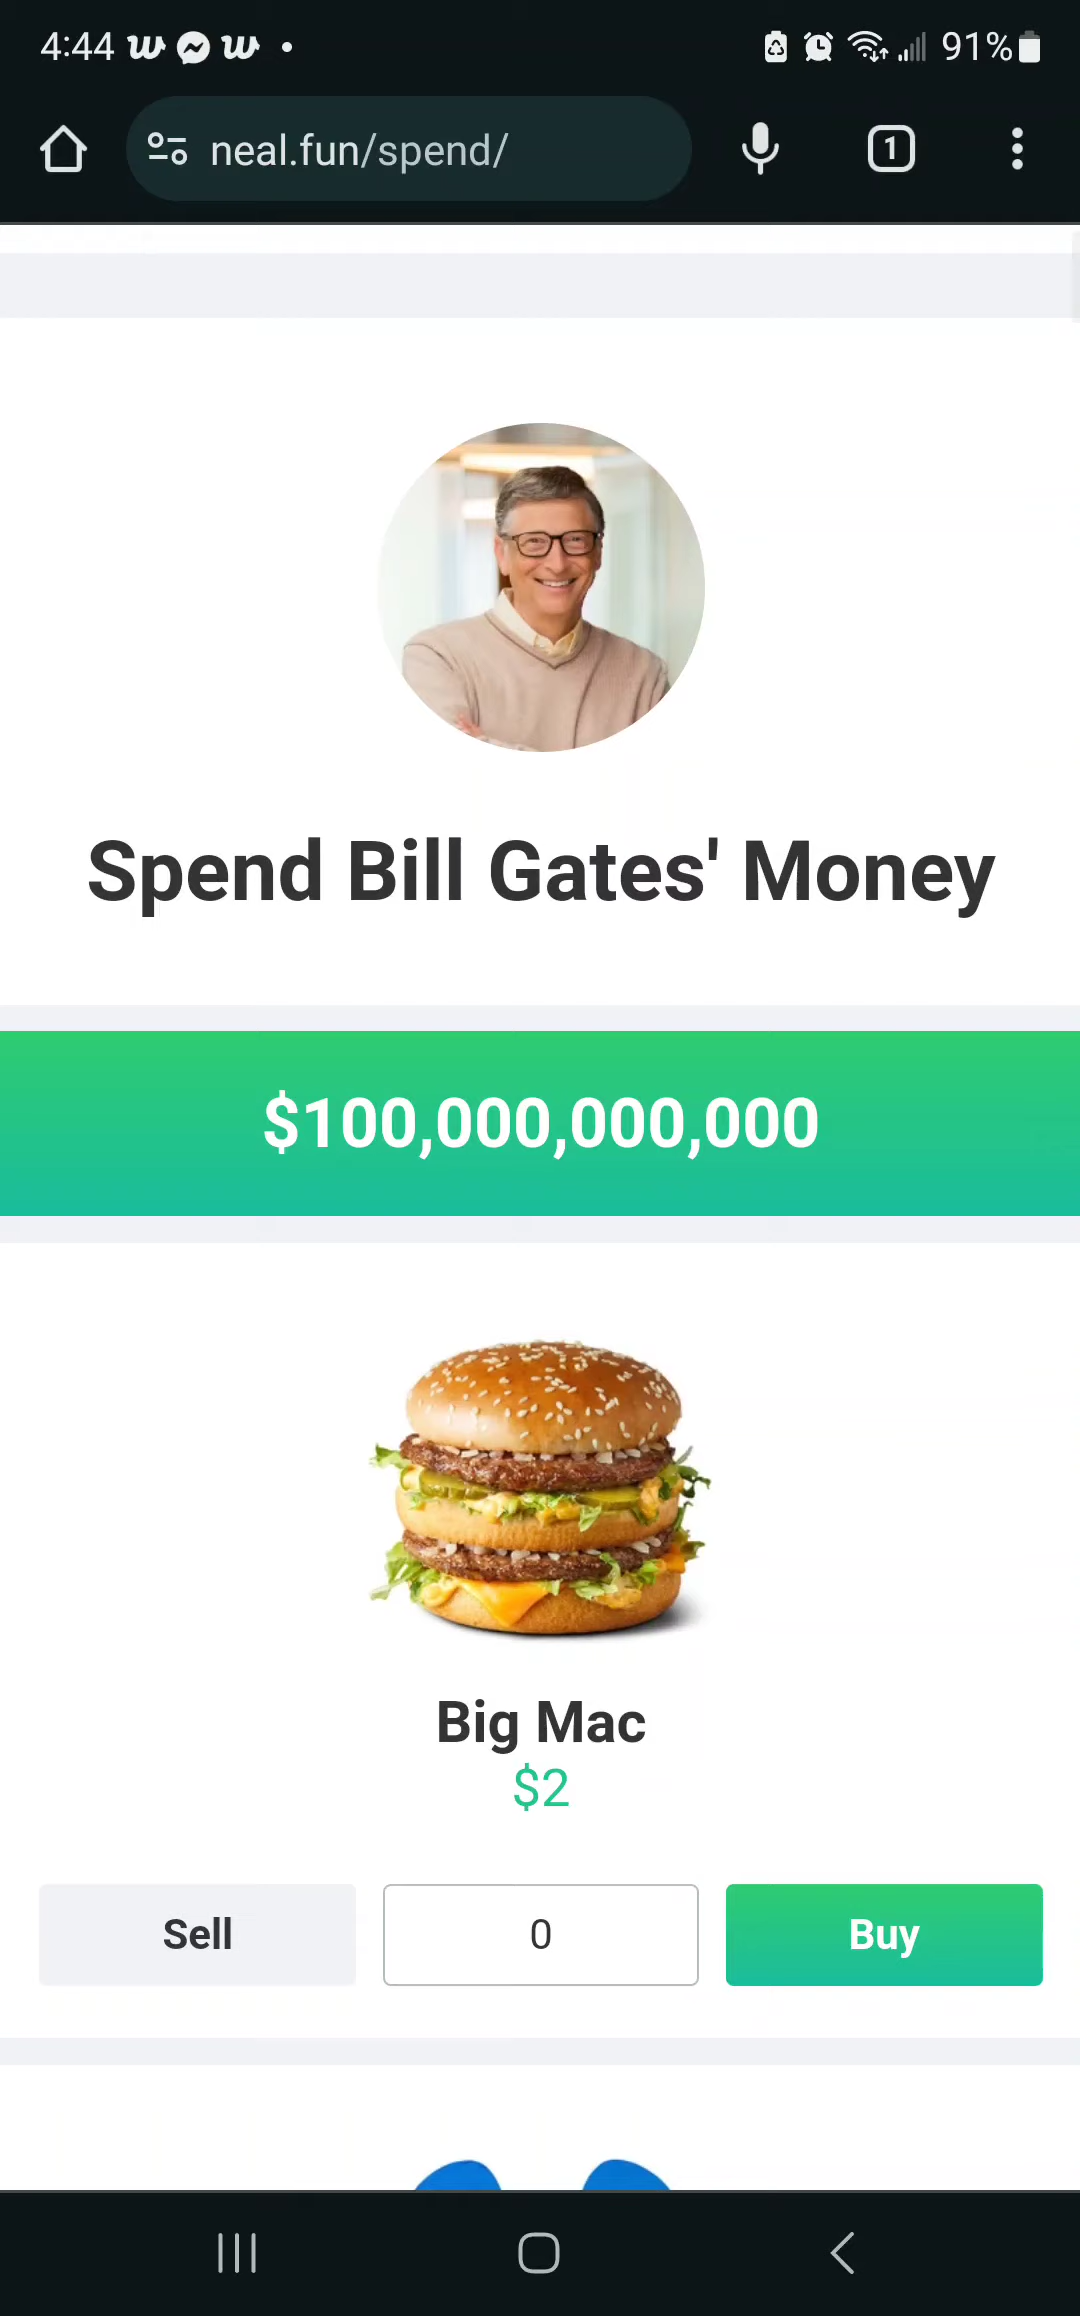 4:44
91%
neal.fun/spend/
1
Spend Bill Gates' Money
$100,000,000,000
Big Mac
$2
Sell
0
Buy